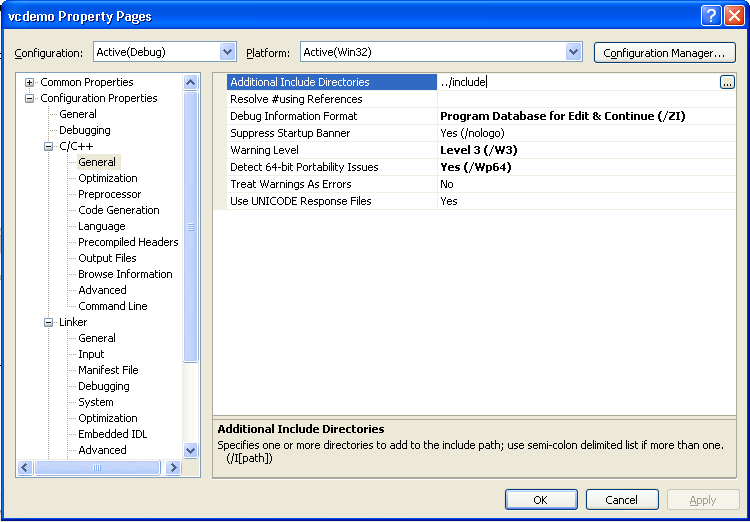 vcdemo Property Pages
Configuration: Active(Debug) Platform: Active(Win32) Configuration Manager...
Common Properties
Configuration Properties
General
Debugging
C/C++
General
Optimization
Preprocessor
Code Generation
Language
Precompiled Headers
Output Files
Browse Information
Advanced
Command Line
Linker
General
Input
Manifest File
Debugging
System
Optimization
Embedded IDL
Advanced
Additional Include Directories ../include ...
Resolve #using References
Debug Information Format Program Database for Edit & Continue (/ZI)
Suppress Startup Banner Yes (/nologo)
Warning Level Level 3 (/W3)
Detect 64-bit Portability Issues Yes (/Wp64)
Treat Warnings As Errors No
Use UNICODE Response Files Yes
Additional Include Directories
Specifies one or more directories to add to the include path; use semi-colon delimited list if more than one.
(/I[path])
OK Cancel Apply